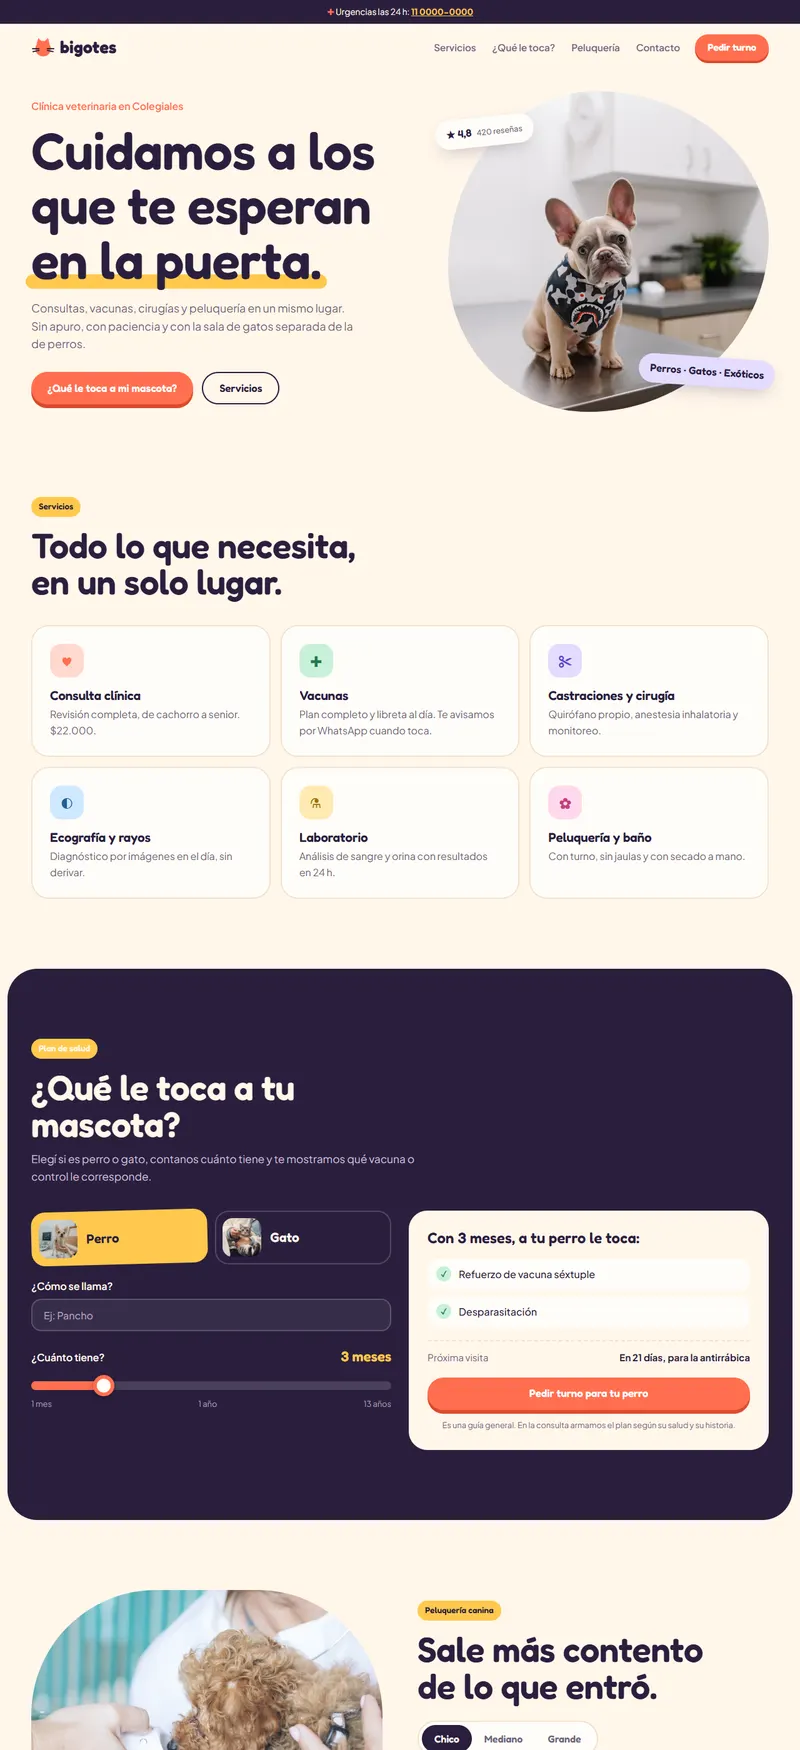 + Urgencias las 24 h: 11 0000-0000
bigotes
Servicios
¿Qué le toca?
Peluquería
Contacto
Pedir turno
Clínica veterinaria en Colegiales
Cuidamos a los
que te esperan
en la puerta.
Consultas, vacunas, cirugías y peluquería en un mismo lugar.
Sin apuro, con paciencia y con la sala de gatos separada de la
de perros.
¿Qué le toca a mi mascota?
Servicios
★ 4,8 420 reseñas
Perros · Gatos · Exóticos
Servicios
Todo lo que necesita,
en un solo lugar.
Consulta clínica
Revisión completa, de cachorro a senior.
$22.000.
Vacunas
Plan completo y libreta al día. Te avisamos
por WhatsApp cuando toca.
Castraciones y cirugía
Quirófano propio, anestesia inhalatoria y
monitoreo.
Ecografía y rayos
Diagnóstico por imágenes en el día, sin
derivar.
Laboratorio
Análisis de sangre y orina con resultados
en 24 h.
Peluquería y baño
Con turno, sin jaulas y con secado a mano.
Plan de salud
¿Qué le toca a tu
mascota?
Elegí si es perro o gato, contanos cuánto tiene y te mostramos qué vacuna o
control le corresponde.
Perro
Gato
¿Cómo se llama?
Ej: Pancho
¿Cuánto tiene?
3 meses
1 mes
1 año
13 años
Con 3 meses, a tu perro le toca:
✓ Refuerzo de vacuna séxtuple
✓ Desparasitación
Próxima visita
En 21 días, para la antirrábica
Pedir turno para tu perro
Es una guía general. En la consulta armamos el plan según su salud y su historia.
Peluquería canina
Sale más contento
de lo que entró.
Chico
Mediano
Grande